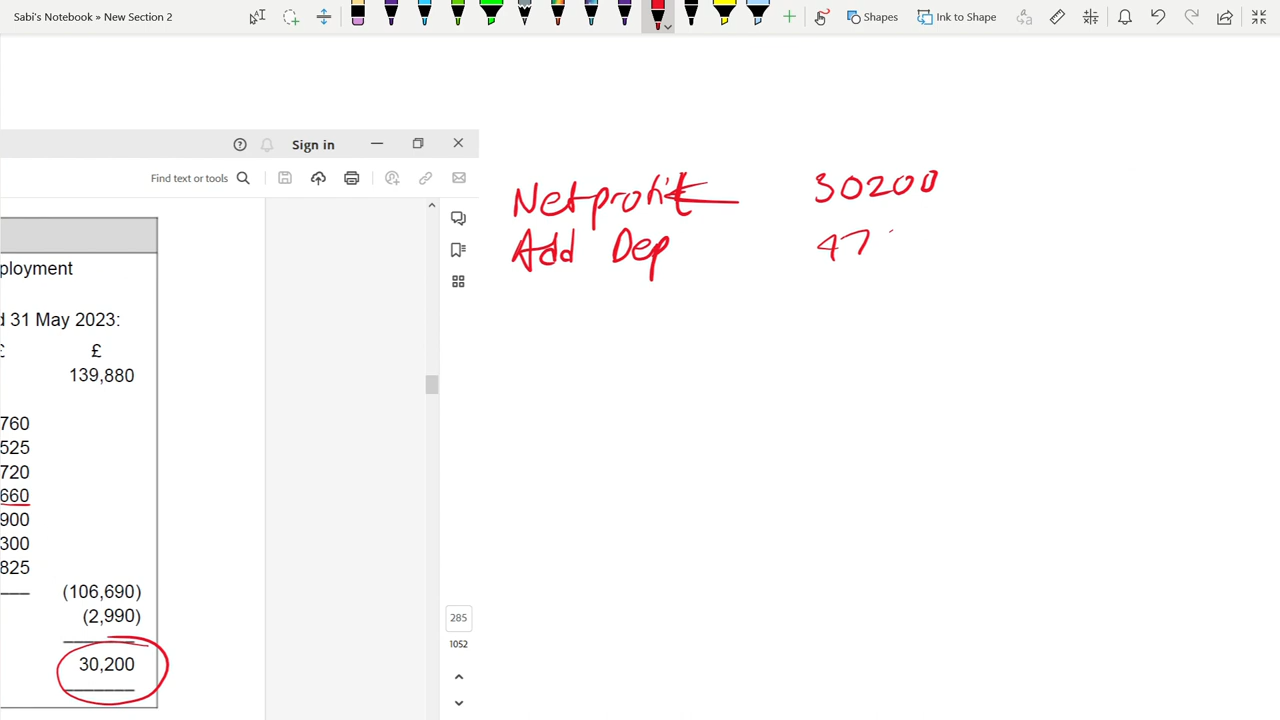 Sabi's Notebook » New Section 2
Shapes
Ink to Shape
Sign in
Find text or tools
ployment
d 31 May 2023:
£ £
139,880
760
525
720
660
900
300
825
(106,690)
(2,990)
30,200
285
1052
Netprofit 30200
Add Dep 47